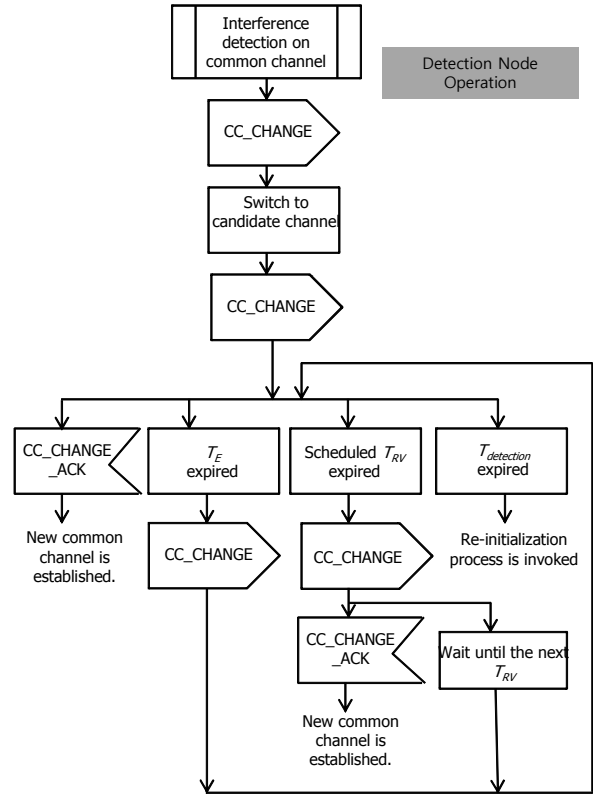 Interference
detection on
common channel
Detection Node
Operation
CC_CHANGE
Switch to
candidate channel
CC_CHANGE
CC_CHANGE
_ACK
T_E
expired
Scheduled T_RV
expired
T_detection
expired
New common
channel is
established.
CC_CHANGE
CC_CHANGE
Re-initialization
process is invoked
CC_CHANGE
_ACK
Wait until the next
T_RV
New common
channel is
established.